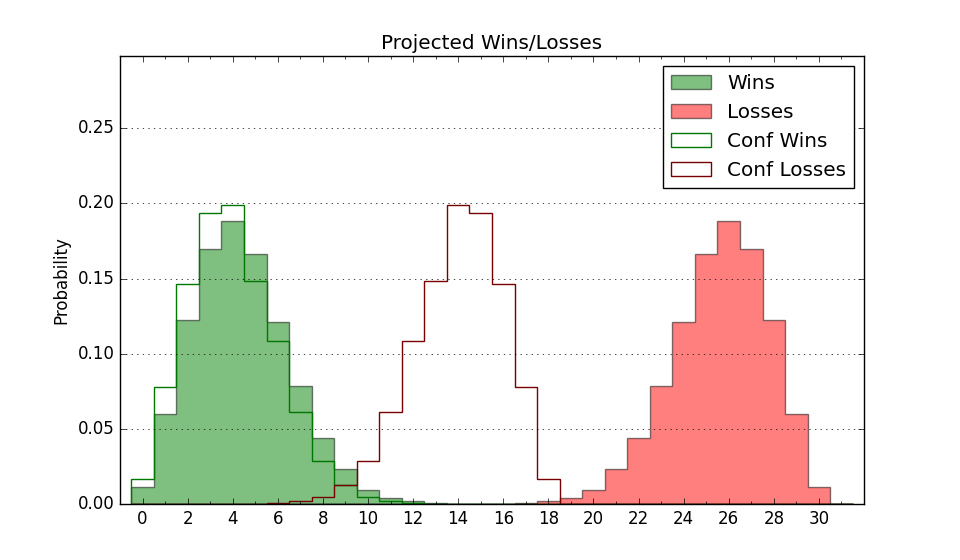 Projected Wins/Losses
Wins
Losses
Conf Wins
Conf Losses
Probability
0.25
0.20
0.15
0.10
0.05
0.00
0 2 4 6 8 10 12 14 16 18 20 22 24 26 28 30